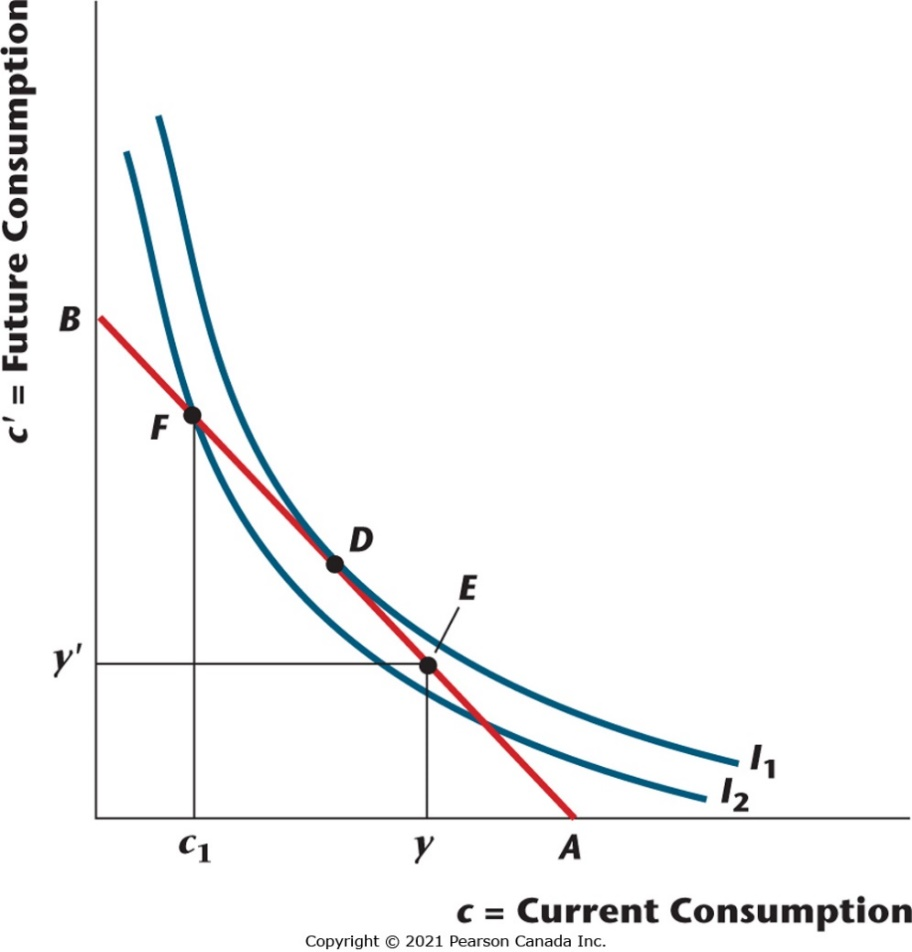 c' = Future Consumption
B
F
D
E
y'
I1
I2
c1
y
A
c = Current Consumption
Copyright © 2021 Pearson Canada Inc.